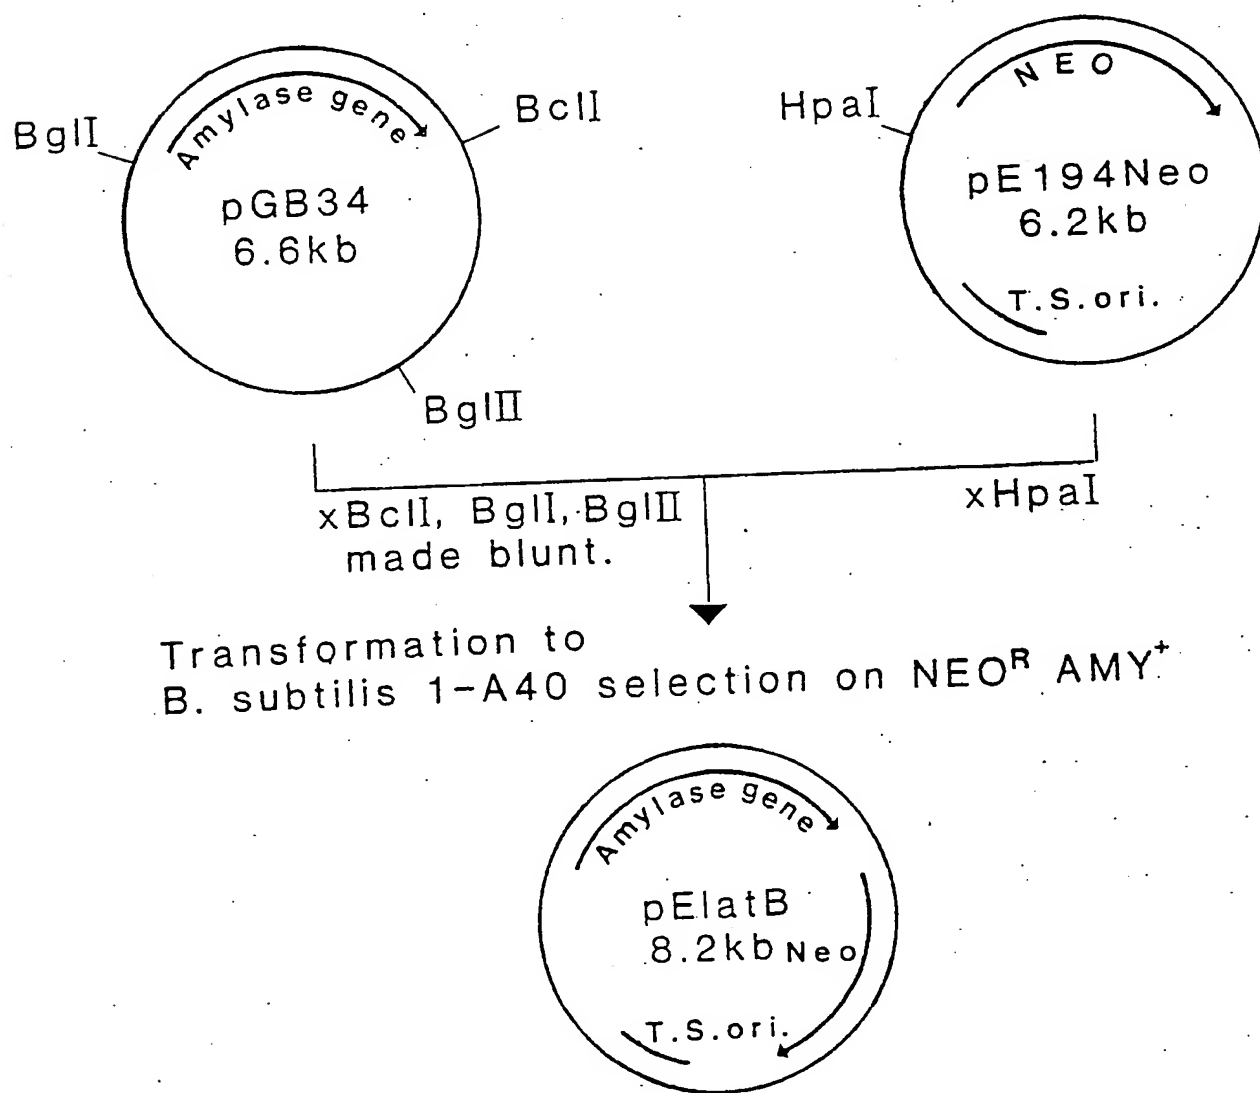 Amylase gene
BglI
BclI
pGB34
6.6kb
BglII
NEO
HpaI
pE194Neo
6.2kb
T.S.ori.
xBclI, BglI, BglII
made blunt.
xHpaI
Transformation to
B. subtilis 1-A40 selection on NEOᴿ AMY⁺
Amylase gene
pElatB
8.2kb Neo
T.S.ori.